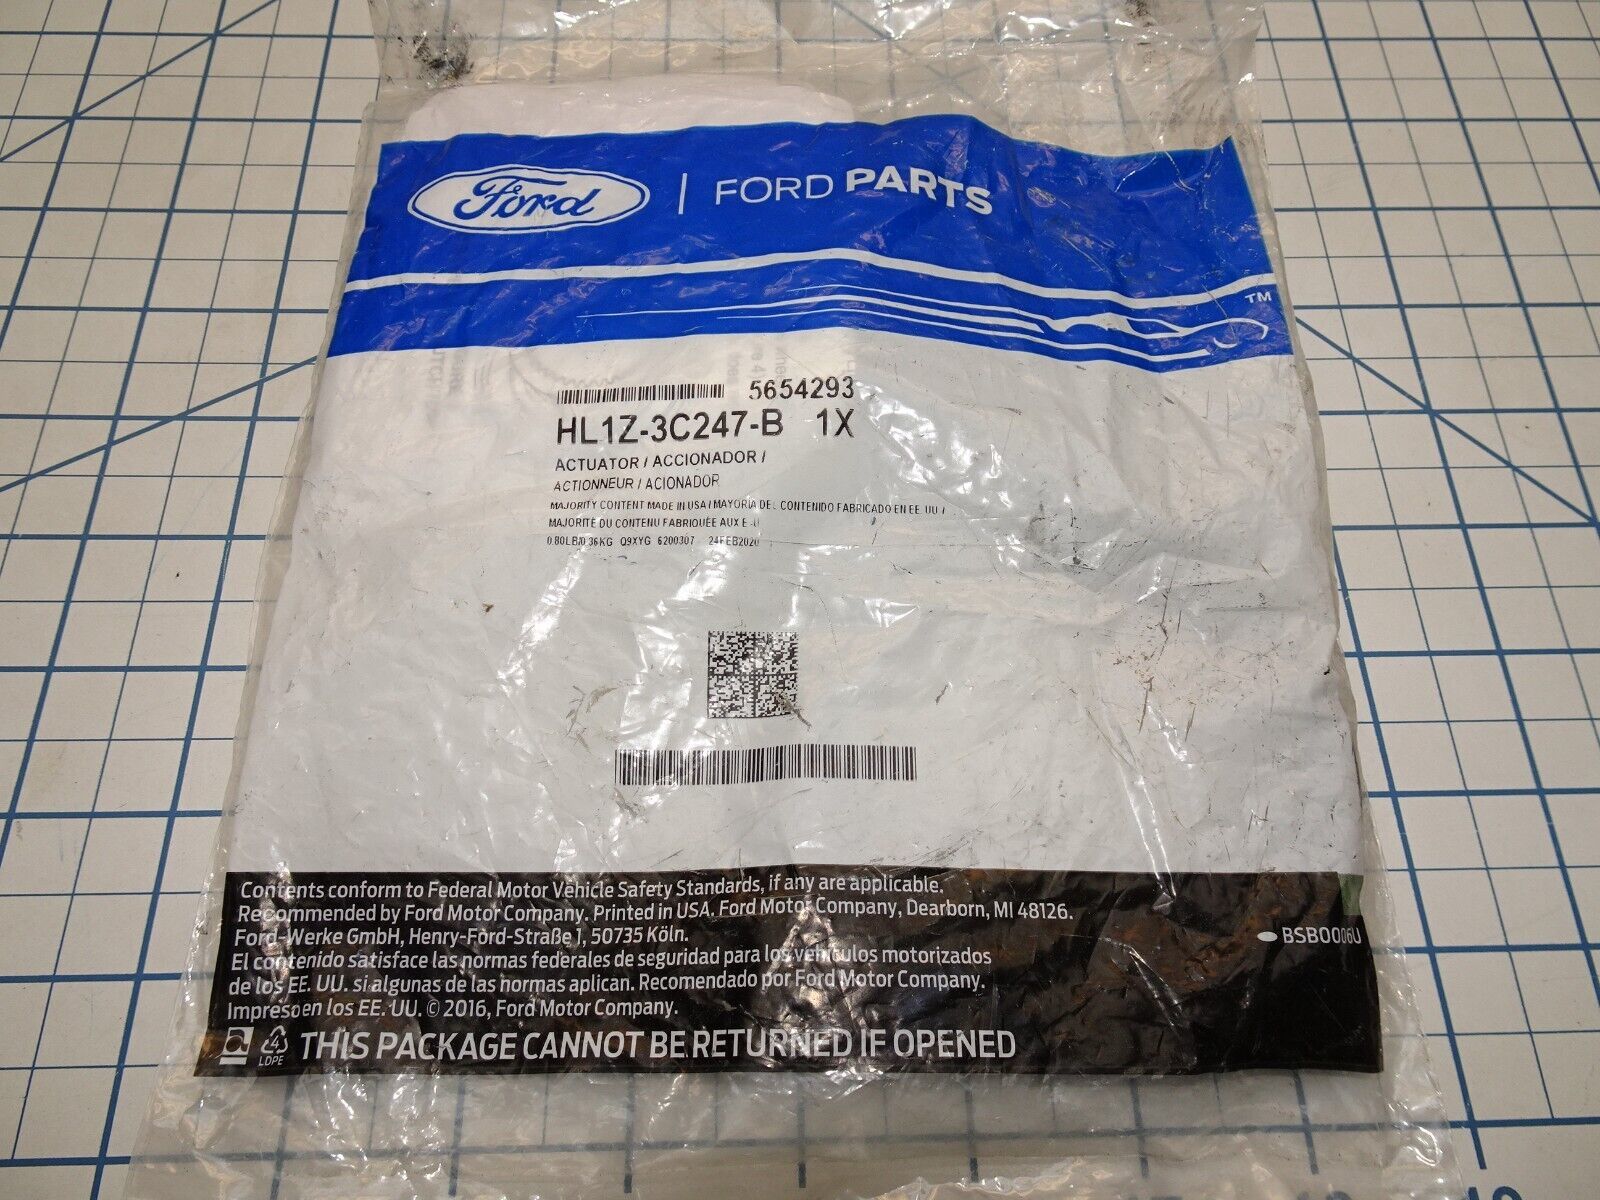 Ford | FORD PARTS
TM
5654293
HL1Z-3C247-B 1X
ACTUATOR / ACCIONADOR /
ACTIONNEUR / ACIONADOR
MAJORITY CONTENT MADE IN USA / MAYORIA DEL CONTENIDO FABRICADO EN EE. UU /
MAJORITE DU CONTENU FABRIQUÉE AUX E.-U
0.80LB/0.36KG Q9XYG 6200307 24FEB2020
Contents conform to Federal Motor Vehicle Safety Standards, if any are applicable.
Recommended by Ford Motor Company. Printed in USA. Ford Motor Company, Dearborn, MI 48126.
Ford-Werke GmbH, Henry-Ford-Straße 1, 50735 Köln.
BSB0006U
El contenido satisface las normas federales de seguridad para los vehículos motorizados
de los EE. UU. si algunas de las normas aplican. Recomendado por Ford Motor Company.
Impreso en los EE. UU. © 2016, Ford Motor Company.
4
LDPE
THIS PACKAGE CANNOT BE RETURNED IF OPENED